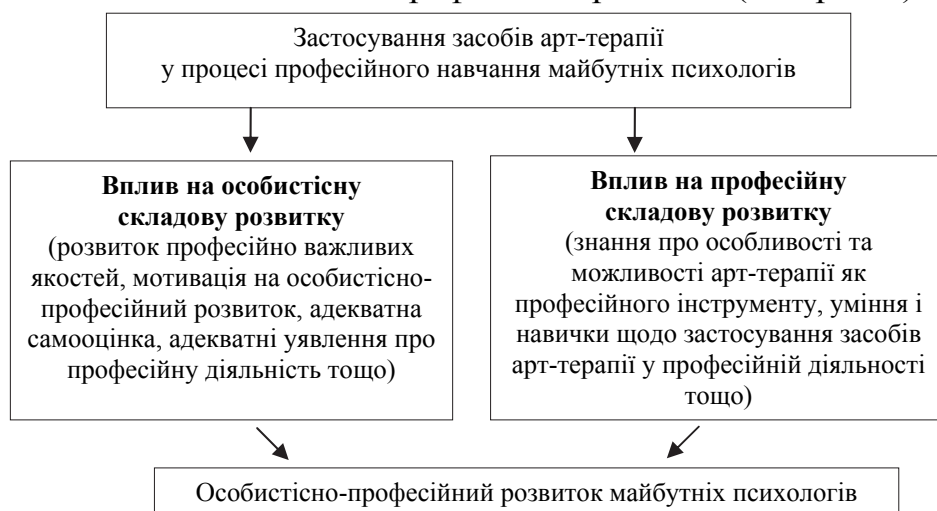 Застосування засобів арт-терапії
у процесі професійного навчання майбутніх психологів
Вплив на особистісну
складову розвитку
(розвиток професійно важливих
якостей, мотивація на особистісно-
професійний розвиток, адекватна
самооцінка, адекватні уявлення про
професійну діяльність тощо)
Вплив на професійну
складову розвитку
(знання про особливості та
можливості арт-терапії як
професійного інструменту, уміння і
навички щодо застосування засобів
арт-терапії у професійній діяльності
тощо)
Особистісно-професійний розвиток майбутніх психологів